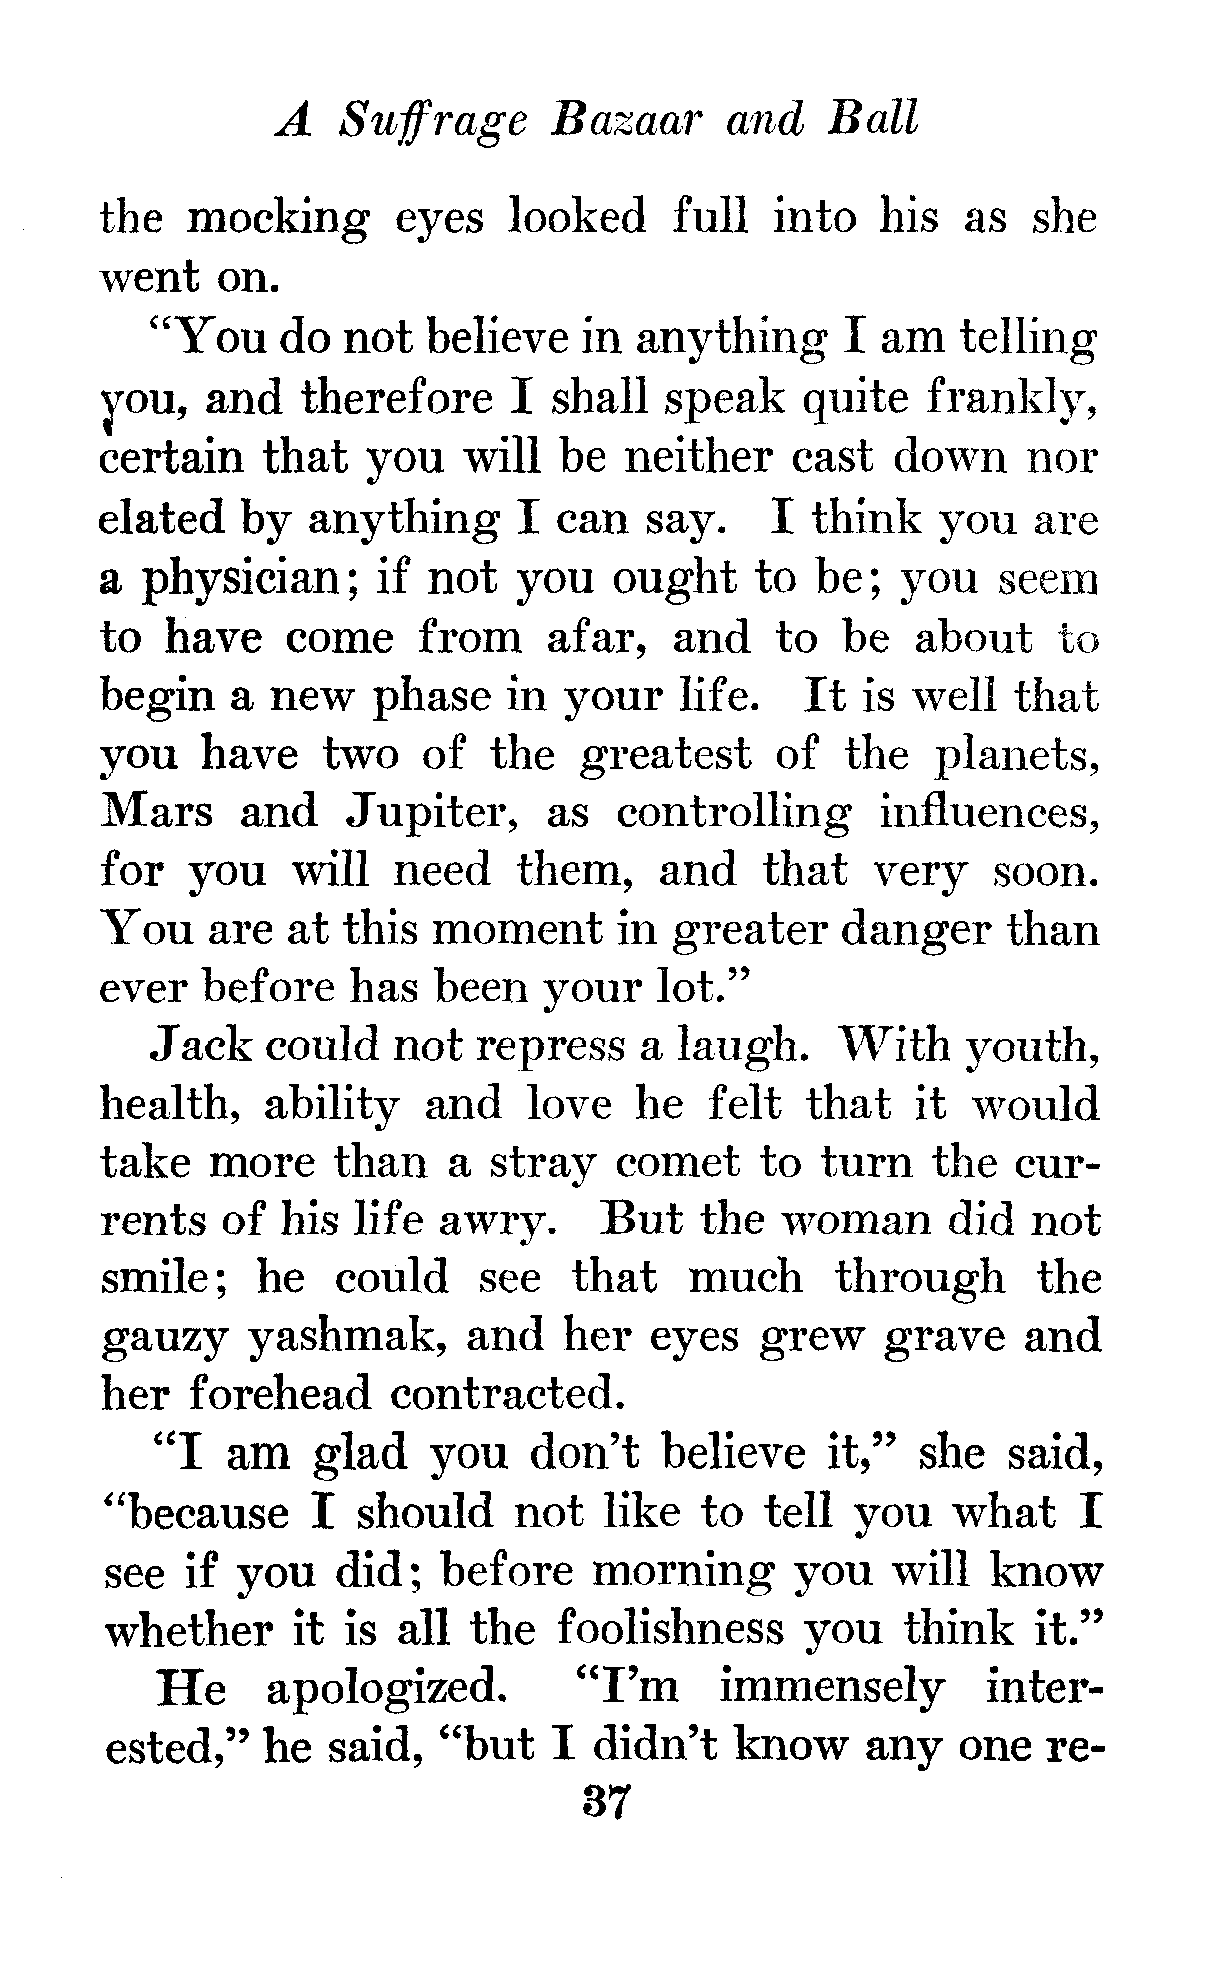 A Suffrage Bazaar and Ball
the mocking eyes looked full into his as she
went on.
“You do not believe in anything I am telling
you, and therefore I shall speak quite frankly,
certain that you will be neither cast down nor
elated by anything I can say. I think you are
a physician; if not you ought to be; you seem
to have come from afar, and to be about to
begin a new phase in your life. It is well that
you have two of the greatest of the planets,
Mars and Jupiter, as controlling influences,
for you will need them, and that very soon.
You are at this moment in greater danger than
ever before has been your lot.”
Jack could not repress a laugh. With youth,
health, ability and love he felt that it would
take more than a stray comet to turn the cur-
rents of his life awry. But the woman did not
smile; he could see that much through the
gauzy yashmak, and her eyes grew grave and
her forehead contracted.
“I am glad you don’t believe it,” she said,
“because I should not like to tell you what I
see if you did; before morning you will know
whether it is all the foolishness you think it.”
He apologized. “I’m immensely inter-
ested,” he said, “but I didn’t know any one re-
37